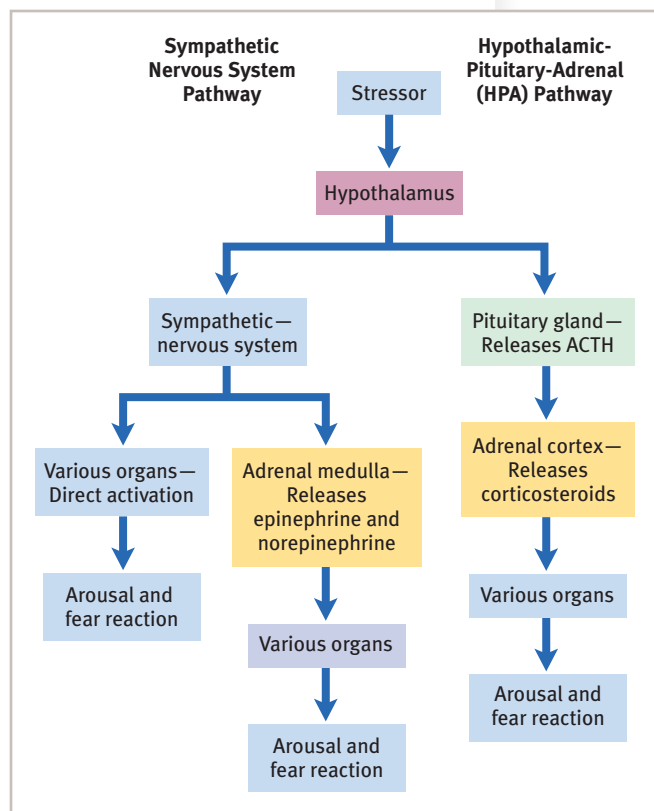 Sympathetic
Nervous System
Pathway
Hypothalamic-
Pituitary-Adrenal
(HPA) Pathway
Stressor
Hypothalamus
Sympathetic—
nervous system
Pituitary gland—
Releases ACTH
Various organs—
Direct activation
Adrenal medulla—
Releases
epinephrine and
norepinephrine
Adrenal cortex—
Releases
corticosteroids
Arousal and
fear reaction
Various organs
Arousal and
fear reaction
Various organs
Arousal and
fear reaction